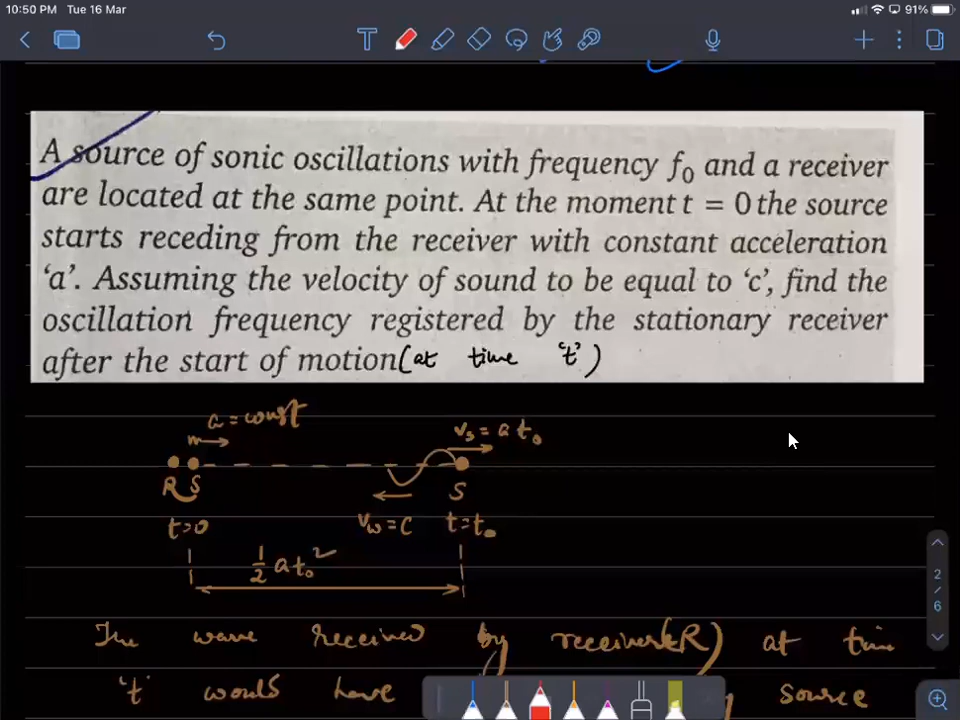 10:50 PM Tue 16 Mar
91%
A source of sonic oscillations with frequency f₀ and a receiver
are located at the same point. At the moment t = 0 the source
starts receding from the receiver with constant acceleration
‘a’. Assuming the velocity of sound to be equal to ‘c’, find the
oscillation frequency registered by the stationary receiver
after the start of motion (at time ‘t’)
a = const
vₛ = a t₀
R S
S
t=0
v_w = c
t=t₀
½ a t₀²
2
/
6
The wave received by receiver(R) at time
‘t’ would have
source